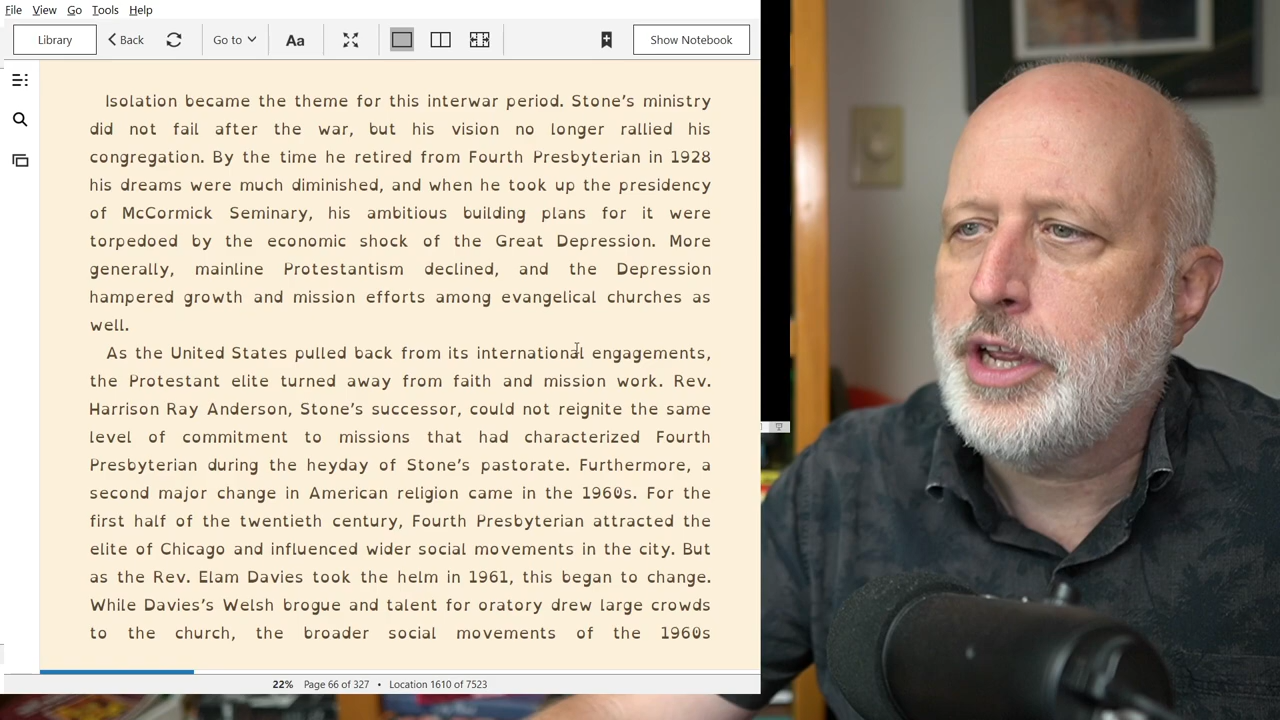 File View Go Tools Help
Library Back Go to Aa Show Notebook
Isolation became the theme for this interwar period. Stone's ministry
did not fail after the war, but his vision no longer rallied his
congregation. By the time he retired from Fourth Presbyterian in 1928
his dreams were much diminished, and when he took up the presidency
of McCormick Seminary, his ambitious building plans for it were
torpedoed by the economic shock of the Great Depression. More
generally, mainline Protestantism declined, and the Depression
hampered growth and mission efforts among evangelical churches as
well.
As the United States pulled back from its international engagements,
the Protestant elite turned away from faith and mission work. Rev.
Harrison Ray Anderson, Stone's successor, could not reignite the same
level of commitment to missions that had characterized Fourth
Presbyterian during the heyday of Stone's pastorate. Furthermore, a
second major change in American religion came in the 1960s. For the
first half of the twentieth century, Fourth Presbyterian attracted the
elite of Chicago and influenced wider social movements in the city. But
as the Rev. Elam Davies took the helm in 1961, this began to change.
While Davies's Welsh brogue and talent for oratory drew large crowds
to the church, the broader social movements of the 1960s
22% Page 66 of 327 • Location 1610 of 7523